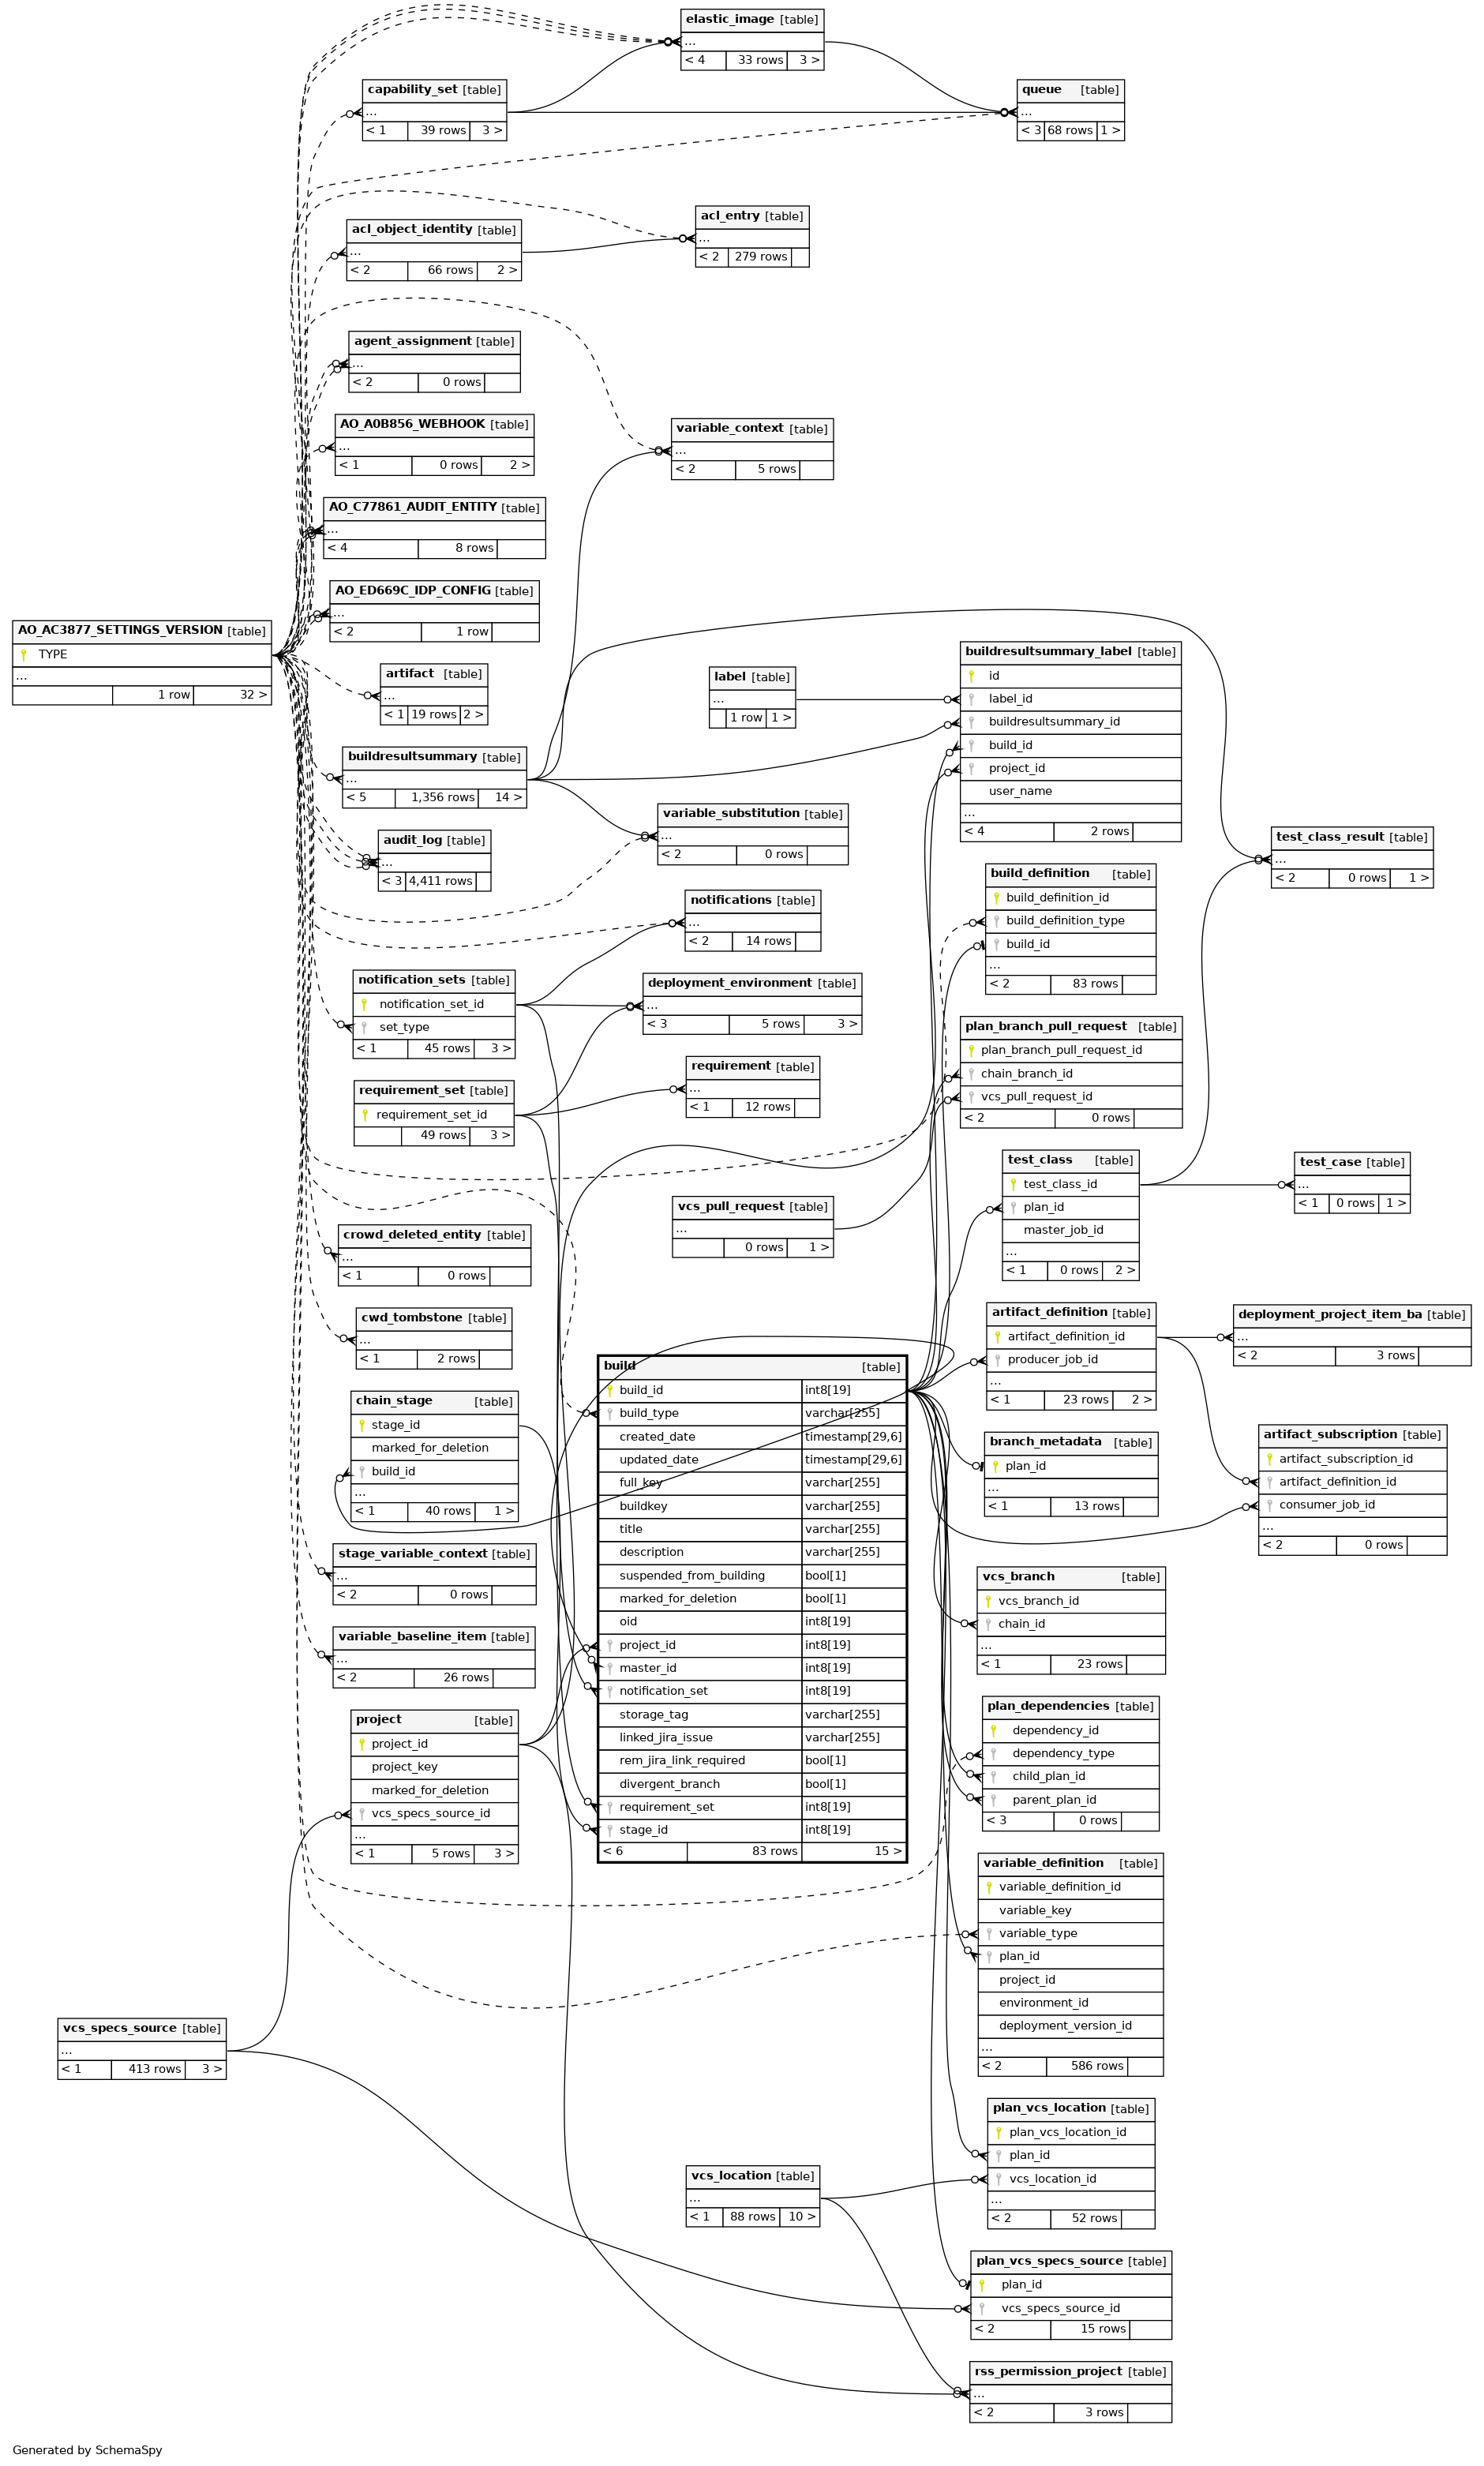 elastic_image [table]
...
< 4 33 rows 3 >
capability_set [table]
...
< 1 39 rows 3 >
queue [table]
...
< 3 68 rows 1 >
acl_entry [table]
...
< 2 279 rows
acl_object_identity [table]
...
< 2 66 rows 2 >
agent_assignment [table]
...
< 2 0 rows
AO_A0B856_WEBHOOK [table]
...
< 1 0 rows 2 >
variable_context [table]
...
< 2 5 rows
AO_C77861_AUDIT_ENTITY [table]
...
< 4 8 rows
AO_ED669C_IDP_CONFIG [table]
...
< 2 1 row
AO_AC3877_SETTINGS_VERSION [table]
TYPE
...
1 row 32 >
artifact [table]
...
< 1 19 rows 2 >
label [table]
...
1 row 1 >
buildresultsummary_label [table]
id
label_id
buildresultsummary_id
build_id
project_id
user_name
...
< 4 2 rows
buildresultsummary [table]
...
< 5 1,356 rows 14 >
variable_substitution [table]
...
< 2 0 rows
audit_log [table]
...
< 3 4,411 rows
test_class_result [table]
...
< 2 0 rows 1 >
build_definition [table]
build_definition_id
build_definition_type
build_id
...
< 2 83 rows
notifications [table]
...
< 2 14 rows
notification_sets [table]
notification_set_id
set_type
< 1 45 rows 3 >
deployment_environment [table]
...
< 3 5 rows 3 >
plan_branch_pull_request [table]
plan_branch_pull_request_id
chain_branch_id
vcs_pull_request_id
< 2 0 rows
requirement [table]
...
< 1 12 rows
requirement_set [table]
requirement_set_id
49 rows 3 >
test_class [table]
test_class_id
plan_id
master_job_id
...
< 1 0 rows 2 >
test_case [table]
...
< 1 0 rows 1 >
vcs_pull_request [table]
...
0 rows 1 >
crowd_deleted_entity [table]
...
< 1 0 rows
cwd_tombstone [table]
...
< 1 2 rows
artifact_definition [table]
artifact_definition_id
producer_job_id
...
< 1 23 rows 2 >
deployment_project_item_ba [table]
...
< 2 3 rows
build [table]
build_id int8[19]
build_type varchar[255]
created_date timestamp[29,6]
updated_date timestamp[29,6]
full_key varchar[255]
buildkey varchar[255]
title varchar[255]
description varchar[255]
suspended_from_building bool[1]
marked_for_deletion bool[1]
oid int8[19]
project_id int8[19]
master_id int8[19]
notification_set int8[19]
storage_tag varchar[255]
linked_jira_issue varchar[255]
rem_jira_link_required bool[1]
divergent_branch bool[1]
requirement_set int8[19]
stage_id int8[19]
< 6 83 rows 15 >
chain_stage [table]
stage_id
marked_for_deletion
build_id
...
< 1 40 rows 1 >
branch_metadata [table]
plan_id
...
< 1 13 rows
artifact_subscription [table]
artifact_subscription_id
artifact_definition_id
consumer_job_id
...
< 2 0 rows
stage_variable_context [table]
...
< 2 0 rows
vcs_branch [table]
vcs_branch_id
chain_id
...
< 1 23 rows
variable_baseline_item [table]
...
< 2 26 rows
plan_dependencies [table]
dependency_id
dependency_type
child_plan_id
parent_plan_id
< 3 0 rows
project [table]
project_id
project_key
marked_for_deletion
vcs_specs_source_id
...
< 1 5 rows 3 >
variable_definition [table]
variable_definition_id
variable_key
variable_type
plan_id
project_id
environment_id
deployment_version_id
...
< 2 586 rows
vcs_specs_source [table]
...
< 1 413 rows 3 >
plan_vcs_location [table]
plan_vcs_location_id
plan_id
vcs_location_id
...
< 2 52 rows
vcs_location [table]
...
< 1 88 rows 10 >
plan_vcs_specs_source [table]
plan_id
vcs_specs_source_id
< 2 15 rows
rss_permission_project [table]
...
< 2 3 rows
Generated by SchemaSpy